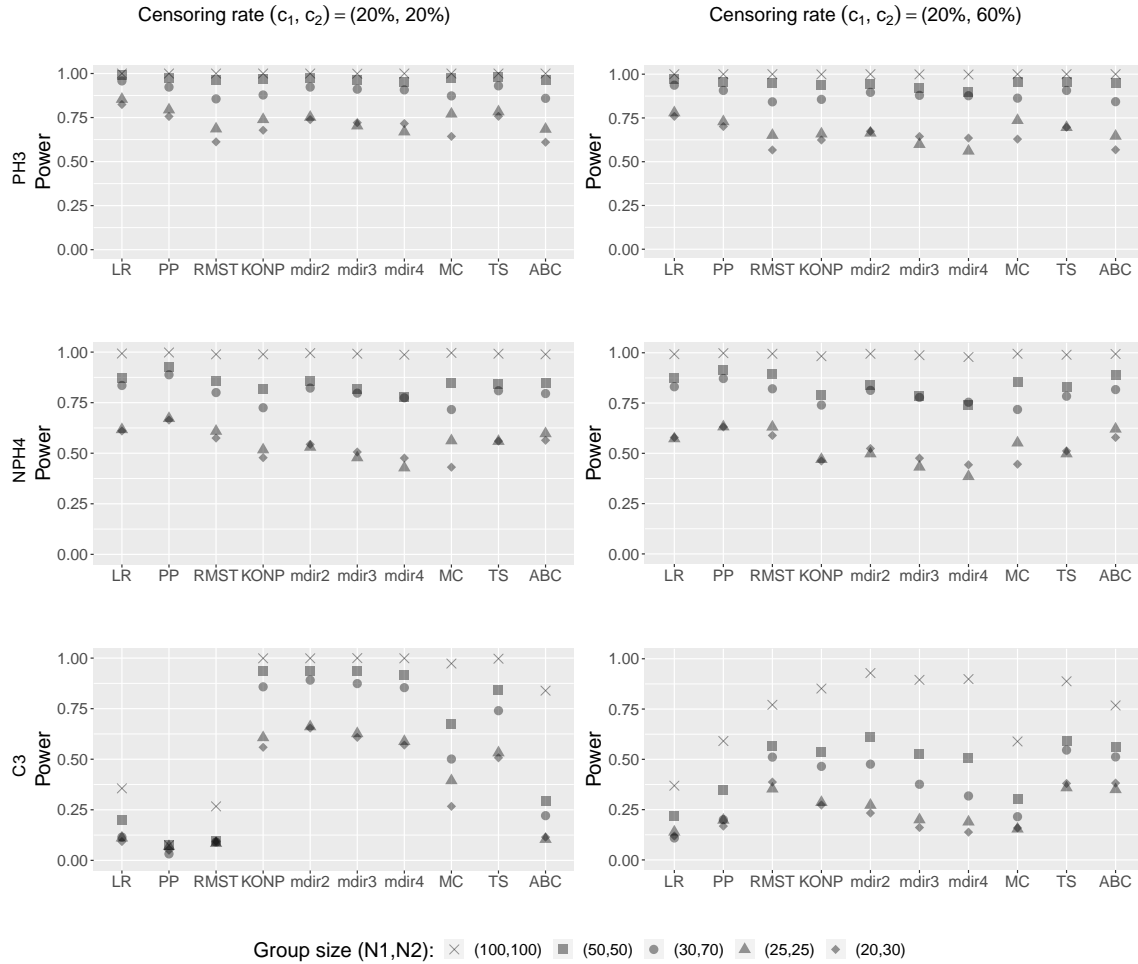 Censoring rate (c₁, c₂) = (20%, 20%)
Censoring rate (c₁, c₂) = (20%, 60%)
PH3
Power
1.00
0.75
0.50
0.25
0.00
LR PP RMST KONP mdir2 mdir3 mdir4 MC TS ABC
Power
1.00
0.75
0.50
0.25
0.00
LR PP RMST KONP mdir2 mdir3 mdir4 MC TS ABC
NPH4
Power
1.00
0.75
0.50
0.25
0.00
LR PP RMST KONP mdir2 mdir3 mdir4 MC TS ABC
Power
1.00
0.75
0.50
0.25
0.00
LR PP RMST KONP mdir2 mdir3 mdir4 MC TS ABC
C3
Power
1.00
0.75
0.50
0.25
0.00
LR PP RMST KONP mdir2 mdir3 mdir4 MC TS ABC
Power
1.00
0.75
0.50
0.25
0.00
LR PP RMST KONP mdir2 mdir3 mdir4 MC TS ABC
Group size (N1,N2): (100,100) (50,50) (30,70) (25,25) (20,30)